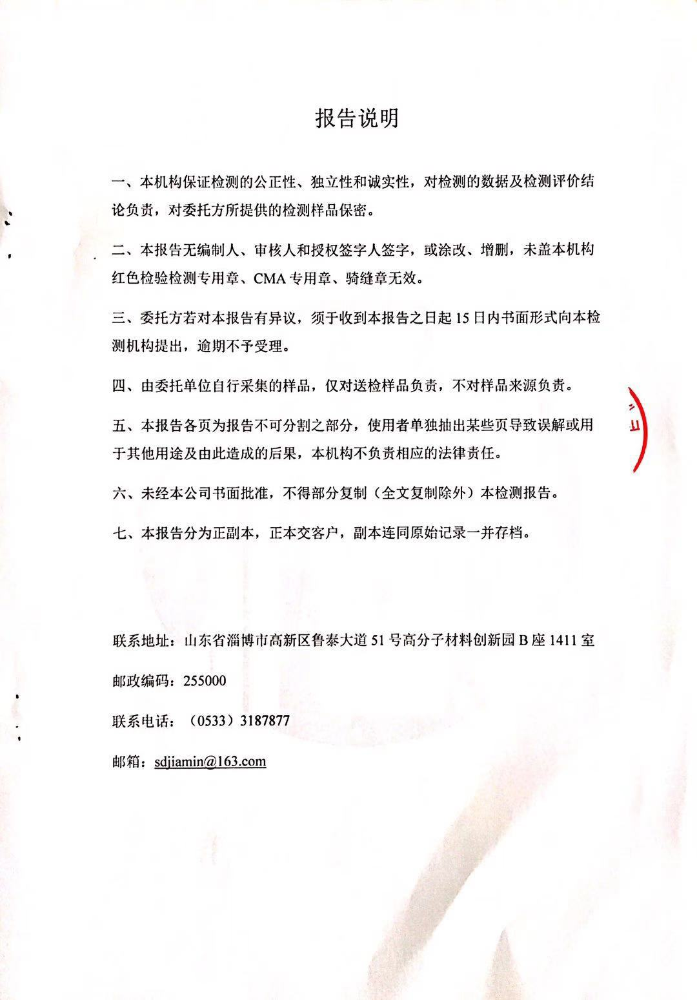 报告说明
一、本机构保证检测的公正性、独立性和诚实性，对检测的数据及检测评价结
论负责，对委托方所提供的检测样品保密。
二、本报告无编制人、审核人和授权签字人签字，或涂改、增删，未盖本机构
红色检验检测专用章、CMA 专用章、骑缝章无效。
三、委托方若对本报告有异议，须于收到本报告之日起 15 日内书面形式向本检
测机构提出，逾期不予受理。
四、由委托单位自行采集的样品，仅对送检样品负责，不对样品来源负责。
五、本报告各页为报告不可分割之部分，使用者单独抽出某些页导致误解或用
于其他用途及由此造成的后果，本机构不负责相应的法律责任。
六、未经本公司书面批准，不得部分复制（全文复制除外）本检测报告。
七、本报告分为正副本，正本交客户，副本连同原始记录一并存档。
联系地址：山东省淄博市高新区鲁泰大道 51 号高分子材料创新园 B 座 1411 室
邮政编码：255000
联系电话：（0533）3187877
邮箱：sdjiamin@163.com